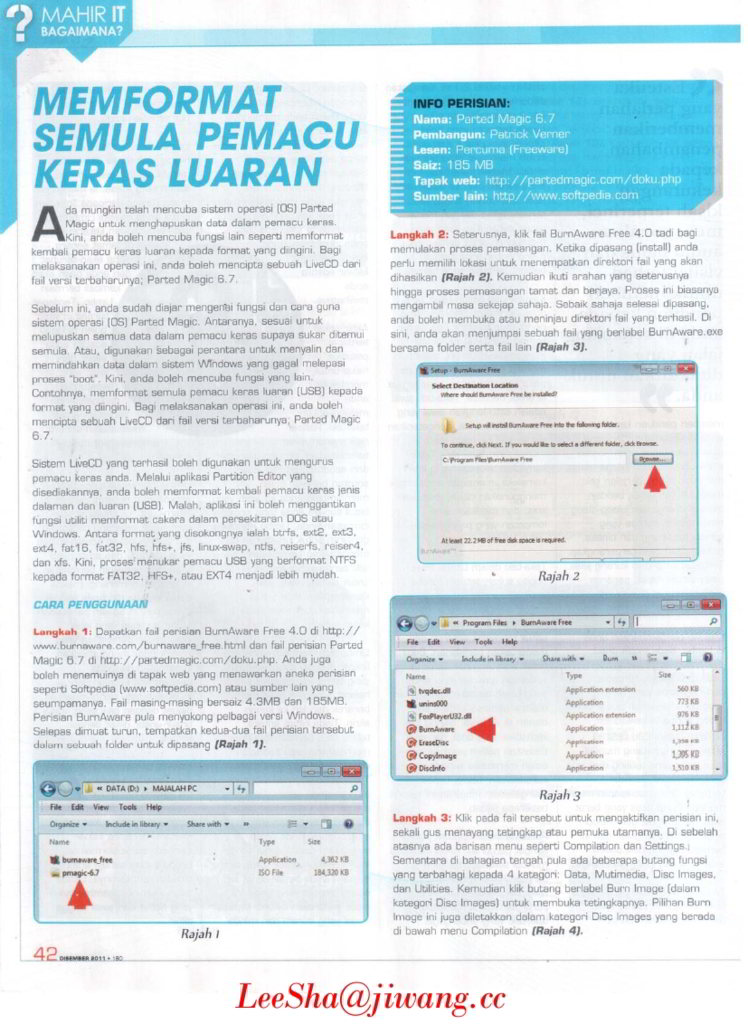 MAHIR IT
BAGAIMANA?
MEMFORMAT
SEMULA PEMACU
KERAS LUARAN
Ada mungkin telah mencuba sistem operasi (OS) Parted
Magic untuk menghapuskan data dalam pemacu keras.
Kini, anda boleh mencuba fungsi lain seperti memformat
kembali pemacu keras luaran kepada format yang diingini. Bagi
melaksanakan operasi ini, anda boleh mencipta sebuah LiveCD dari
fail versi terbaharunya; Parted Magic 6.7.
Sebelum ini, anda sudah diajar mengenai fungsi dan cara guna
sistem operasi (OS) Parted Magic. Antaranya, sesuai untuk
melupuskan semua data dalam pemacu keras supaya sukar ditemui
semula. Atau, digunakan sebagai perantara untuk menyalin dan
memindahkan data dalam sistem Windows yang gagal melepasi
proses "boot". Kini, anda boleh mencuba fungsi yang lain.
Contohnya, memformat semula pemacu keras luaran (USB) kepada
format yang diingini. Bagi melaksanakan operasi ini, anda boleh
mencipta sebuah LiveCD dari fail versi terbaharunya; Parted Magic
6.7.
Sistem LiveCD yang terhasil boleh digunakan untuk mengurus
pemacu keras anda. Melalui aplikasi Partition Editor yang
disediakannya, anda boleh memformat kembali pemacu keras jenis
dalaman dan luaran (USB). Malah, aplikasi ini boleh menggantikan
fungsi utiliti memformat cakera dalam persekitaran DOS atau
Windows. Antara format yang disokongnya ialah btrfs, ext2, ext3,
ext4, fat16, fat32, hfs, hfs+, jfs, linux-swap, ntfs, reiserfs, reiser4,
dan xfs. Kini, proses menukar pemacu USB yang berformat NTFS
kepada format FAT32, HFS+, atau EXT4 menjadi lebih mudah.
CARA PENGGUNAAN
Langkah 1: Dapatkan fail perisian BurnAware Free 4.0 di http://
www.burnaware.com/burnaware_free.html dan fail perisian Parted
Magic 6.7 di http://partedmagic.com/doku.php. Anda juga
boleh menemuinya di tapak web yang menawarkan aneka perisian
seperti Softpedia (www.softpedia.com) atau sumber lain yang
seumpamanya. Fail masing-masing bersaiz 4.3MB dan 185MB.
Perisian BurnAware pula menyokong pelbagai versi Windows.
Selepas dimuat turun, tempatkan kedua-dua fail perisian tersebut
dalam sebuah folder untuk dipasang (Rajah 1).
« DATA (D:) ▸ MAJALAH PC
File Edit View Tools Help
Organize Include in library Share with »
Name Type Size
burnaware_free Application 4,362 KB
pmagic-6.7 ISO File 184,320 KB
Rajah 1
INFO PERISIAN:
Nama: Parted Magic 6.7
Pembangun: Patrick Verner
Lesen: Percuma (Freeware)
Saiz: 185 MB
Tapak web: http://partedmagic.com/doku.php
Sumber lain: http//www.softpedia.com
Langkah 2: Seterusnya, klik fail BurnAware Free 4.0 tadi bagi
memulakan proses pemasangan. Ketika dipasang (install) anda
perlu memilih lokasi untuk menempatkan direktori fail yang akan
dihasilkan (Rajah 2). Kemudian ikuti arahan yang seterusnya
hingga proses pemasangan tamat dan berjaya. Proses ini biasanya
mengambil masa sekejap sahaja. Sebaik sahaja selesai dipasang,
anda boleh membuka atau meninjau direktori fail yang terhasil. Di
sini, anda akan menjumpai sebuah fail yang berlabel BurnAware.exe
bersama folder serta fail lain (Rajah 3).
Setup - BurnAware Free
Select Destination Location
Where should BurnAware Free be installed?
Setup will install BurnAware Free into the following folder.
To continue, click Next. If you would like to select a different folder, click Browse.
C:\Program Files\BurnAware Free Browse...
At least 22.2 MB of free disk space is required.
BurnAware
Rajah 2
« Program Files ▸ BurnAware Free
File Edit View Tools Help
Organize Include in library Share with Burn »
Name Type Size
tvqdec.dll Application extension 560 KB
unins000 Application 773 KB
FoxPlayerU32.dll Application extension 976 KB
BurnAware Application 1,112 KB
EraseDisc Application 1,358 KB
CopyImage Application 1,305 KB
DiscInfo Application 1,510 KB
Rajah 3
Langkah 3: Klik pada fail tersebut untuk mengaktifkan perisian ini,
sekali gus menayang tetingkap atau pemuka utamanya. Di sebelah
atasnya ada barisan menu seperti Compilation dan Settings.
Sementara di bahagian tengah pula ada beberapa butang fungsi
yang terbahagi kepada 4 kategori: Data, Mutimedia, Disc Images,
dan Utilities. Kemudian klik butang berlabel Burn Image (dalam
kategori Disc Images) untuk membuka tetingkapnya. Pilihan Burn
Image ini juga diletakkan dalam kategori Disc Images yang berada
di bawah menu Compilation (Rajah 4).
42 DISEMBER 2011 • 180
LeeSha@jiwang.cc